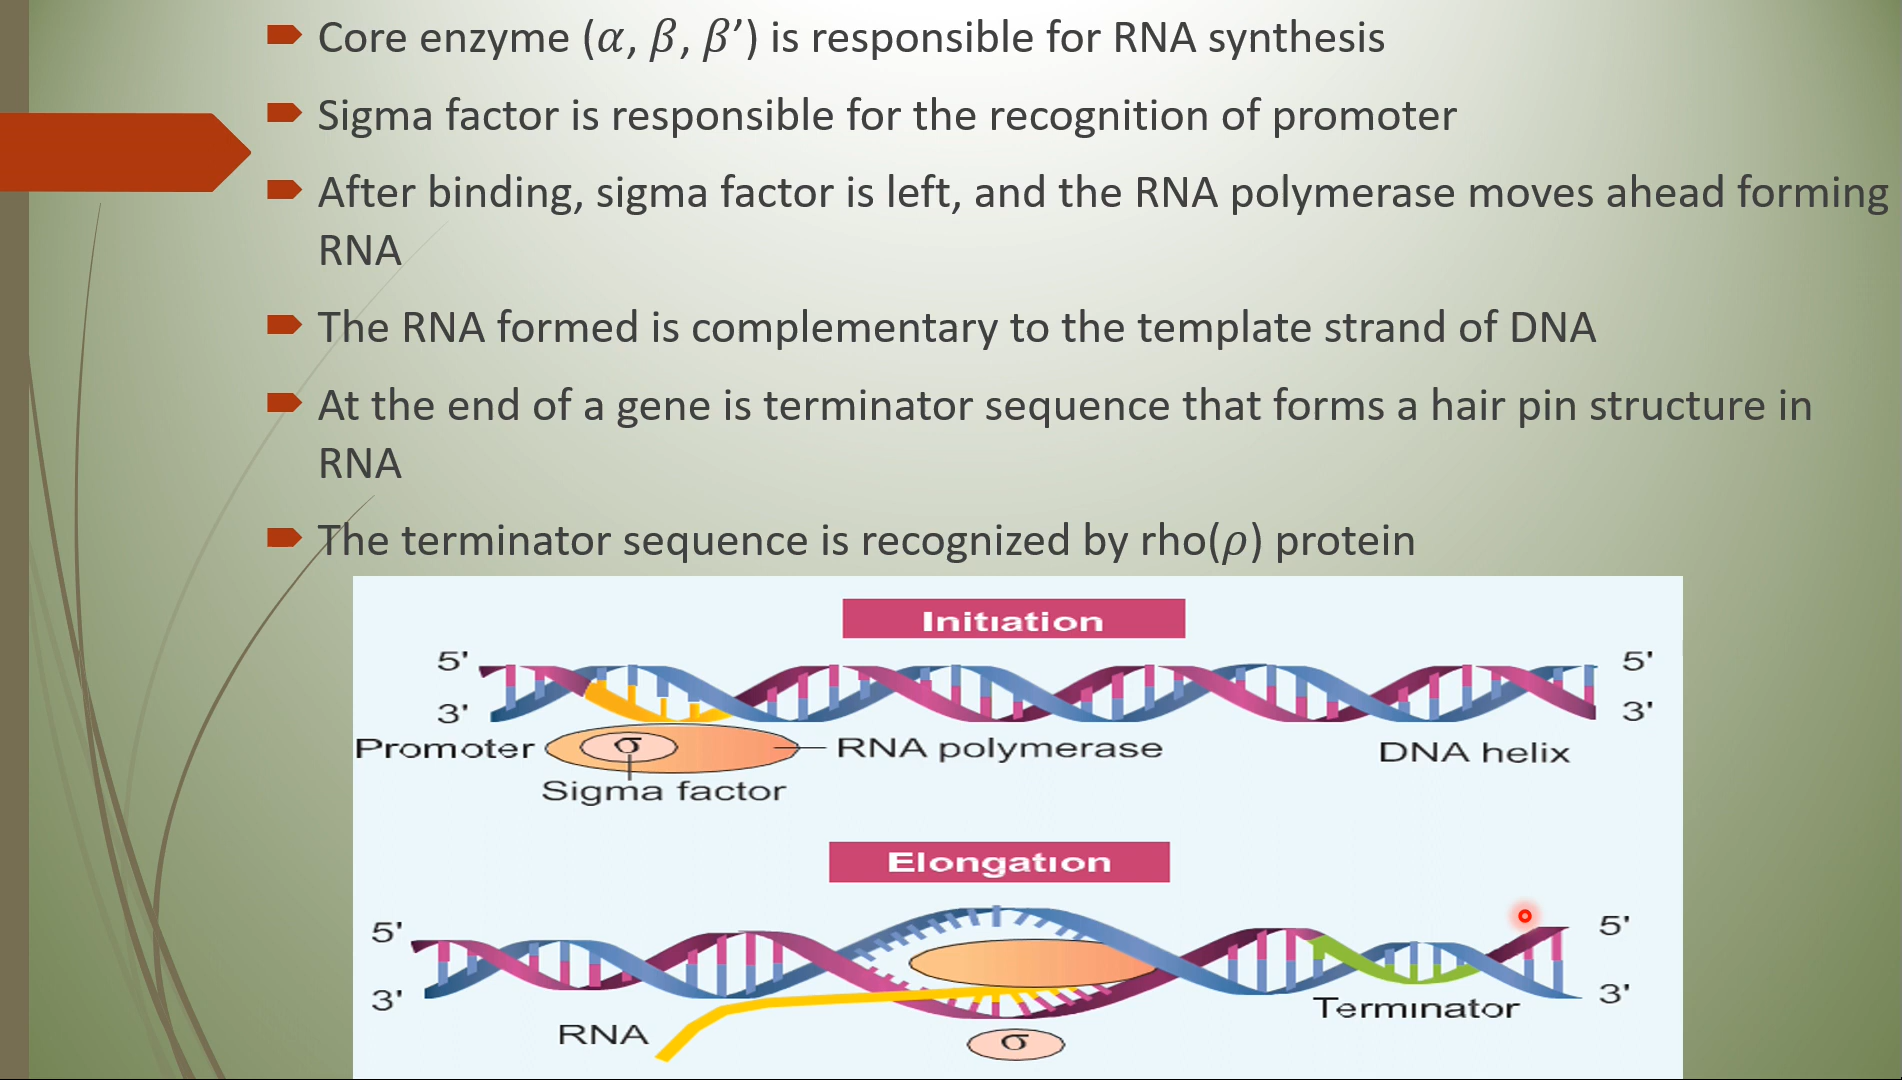 Core enzyme (α, β, β′) is responsible for RNA synthesis
Sigma factor is responsible for the recognition of promoter
After binding, sigma factor is left, and the RNA polymerase moves ahead forming
RNA
The RNA formed is complementary to the template strand of DNA
At the end of a gene is terminator sequence that forms a hair pin structure in
RNA
The terminator sequence is recognized by rho(ρ) protein
Initiation
5' 5'
3' 3'
Promoter σ RNA polymerase DNA helix
Sigma factor
Elongation
5' 5'
3' 3'
Terminator
RNA σ